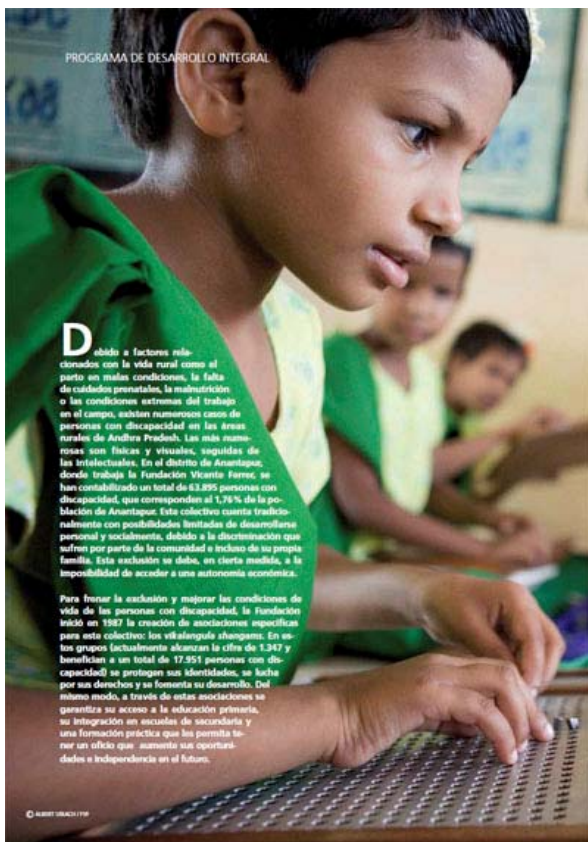 PROGRAMA DE DESARROLLO INTEGRAL
Debido a factores rela-
cionados con la vida rural como el
parto en malas condiciones, la falta
de cuidados prenatales, la malnutrición
o las condiciones extremas del trabajo
en el campo, existen numerosos casos de
personas con discapacidad en las áreas
rurales de Andhra Pradesh. Las más nume-
rosas son físicas y visuales, seguidas de
las intelectuales. En el distrito de Anantapur,
donde trabaja la Fundación Vicente Ferrer, se
han contabilizado un total de 63.895 personas con
discapacidad, que corresponden al 1,76% de la po-
blación de Anantapur. Este colectivo cuenta tradicio-
nalmente con posibilidades limitadas de desarrollarse
personal y socialmente, debido a la discriminación que
sufren por parte de la comunidad e incluso de su propia
familia. Esta exclusión se debe, en cierta medida, a la
imposibilidad de acceder a una autonomía económica.
Para frenar la exclusión y mejorar las condiciones de
vida de las personas con discapacidad, la Fundación
inició en 1987 la creación de asociaciones específicas
para este colectivo: los vikalangula shangams. En es-
tos grupos (actualmente alcanzan la cifra de 1.347 y
benefician a un total de 17.951 personas con dis-
capacidad) se protegen sus identidades, se lucha
por sus derechos y se fomenta su desarrollo. Del
mismo modo, a través de estas asociaciones se
garantiza su acceso a la educación primaria,
su integración en escuelas de secundaria y
una formación práctica que les permita te-
ner un oficio que aumente sus oportuni-
dades e independencia en el futuro.
© ALBERT URIACH / FVF